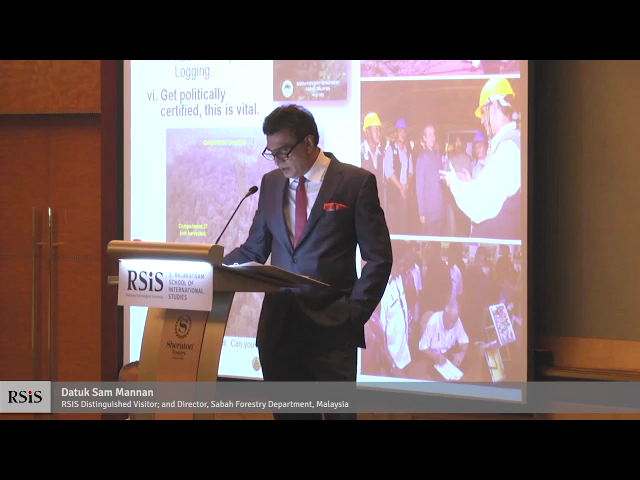 Logging.
vi. Get politically
certified, this is vital.
RSiS
S. RAJARATNAM
SCHOOL OF
INTERNATIONAL
STUDIES
Sheraton
Can you
RSiS
Datuk Sam Mannan
RSIS Distinguished Visitor; and Director, Sabah Forestry Department, Malaysia